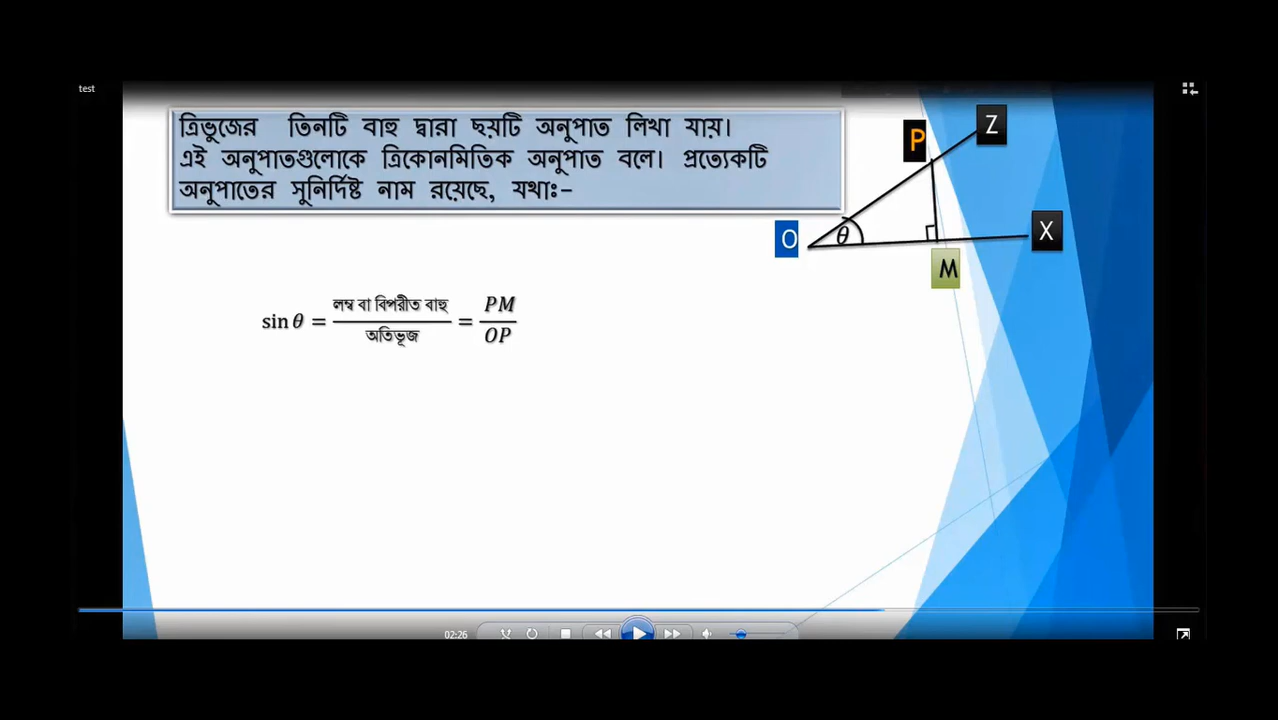 test
ত্রিভুজের তিনটি বাহু দ্বারা ছয়টি অনুপাত লিখা যায়।
এই অনুপাতগুলোকে ত্রিকোনমিতিক অনুপাত বলে। প্রত্যেকটি
অনুপাতের সুনির্দিষ্ট নাম রয়েছে, যথাঃ-
Z
P
O
θ
X
M
sin θ = লম্ব বা বিপরীত বাহু / অতিভূজ = PM / OP
02:26